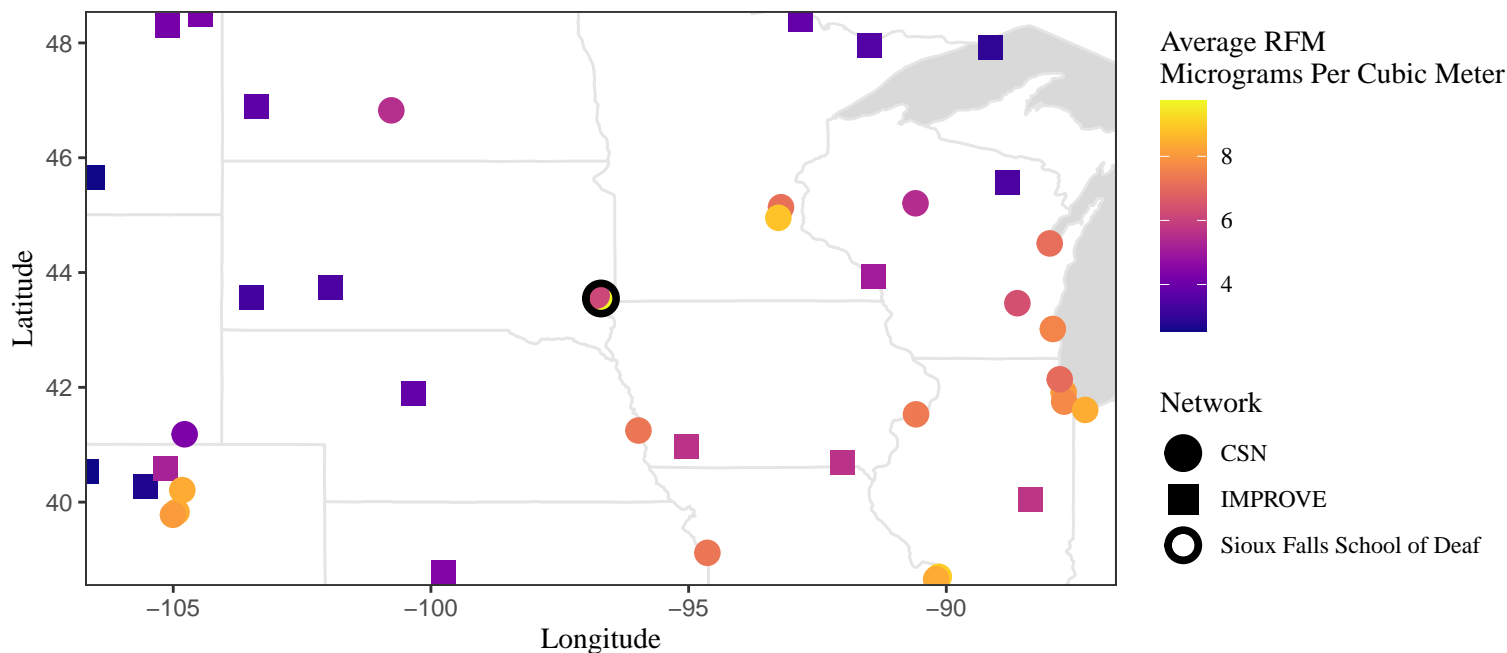 48
46
44
42
40
Latitude
−105
−100
−95
−90
Longitude
Average RFM
Micrograms Per Cubic Meter
8
6
4
Network
CSN
IMPROVE
Sioux Falls School of Deaf